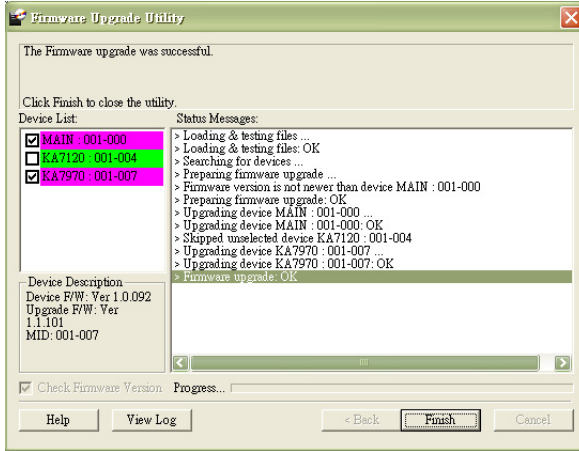 Firmware Upgrade Utility
The Firmware upgrade was successful.
Click Finish to close the utility.
Device List:
MAIN : 001-000
KA7120 : 001-004
KA7970 : 001-007
Status Messages:
> Loading & testing files ...
> Loading & testing files: OK
> Searching for devices ...
> Preparing firmware upgrade ...
> Firmware version is not newer than device MAIN : 001-000
> Preparing firmware upgrade: OK
> Upgrading device MAIN : 001-000 ...
> Upgrading device MAIN : 001-000: OK
> Skipped unselected device KA7120 : 001-004
> Upgrading device KA7970 : 001-007 ...
> Upgrading device KA7970 : 001-007: OK
> Firmware upgrade: OK
Device Description
Device F/W: Ver 1.0.092
Upgrade F/W: Ver
1.1.101
MID: 001-007
Check Firmware Version
Progress...
Help
View Log
< Back
Finish
Cancel